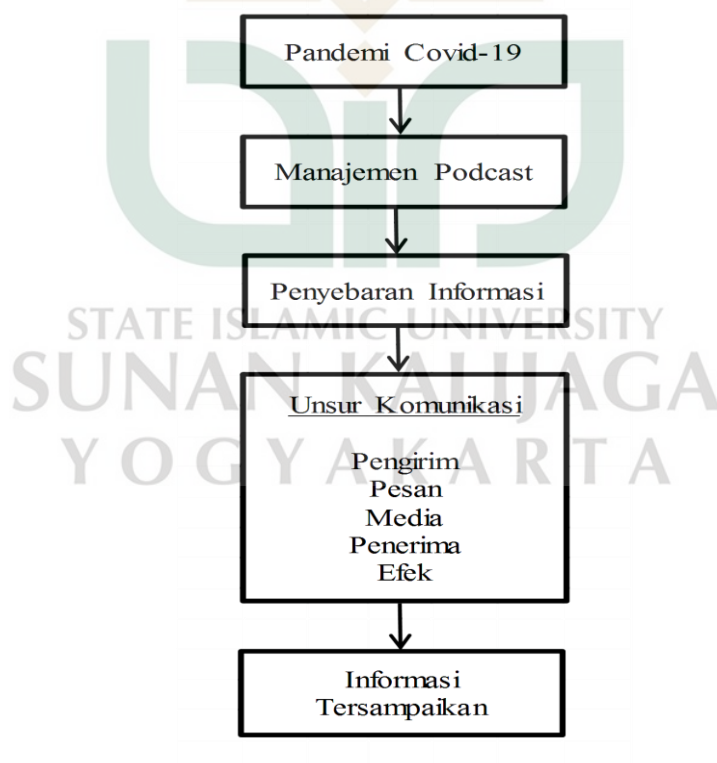 Pandemi Covid-19
Manajemen Podcast
Penyebaran Informasi
STATE ISLAMIC UNIVERSITY
SUNAN KALIJAGA
YOGYAKARTA
Unsur Komunikasi
Pengirim
Pesan
Media
Penerima
Efek
Informasi
Tersampaikan